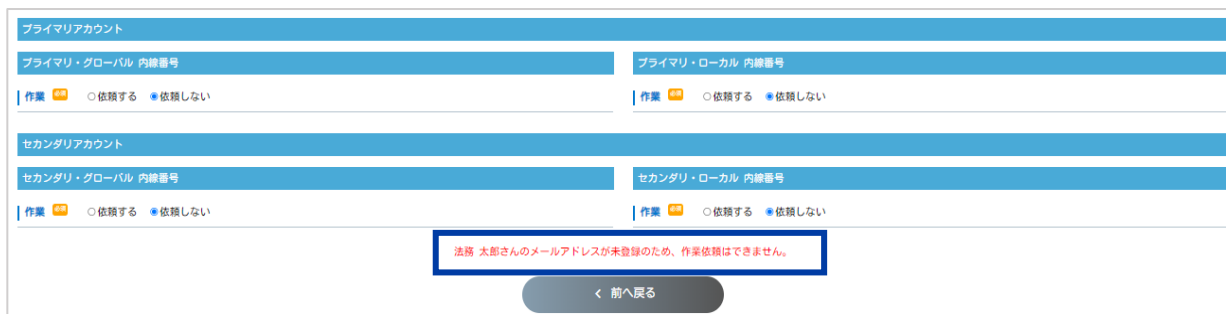 プライマリアカウント
プライマリ・グローバル 内線番号
プライマリ・ローカル 内線番号
作業 必須 依頼する 依頼しない
作業 必須 依頼する 依頼しない
セカンダリアカウント
セカンダリ・グローバル 内線番号
セカンダリ・ローカル 内線番号
作業 必須 依頼する 依頼しない
作業 必須 依頼する 依頼しない
法務 太郎さんのメールアドレスが未登録のため、作業依頼はできません。
< 前へ戻る